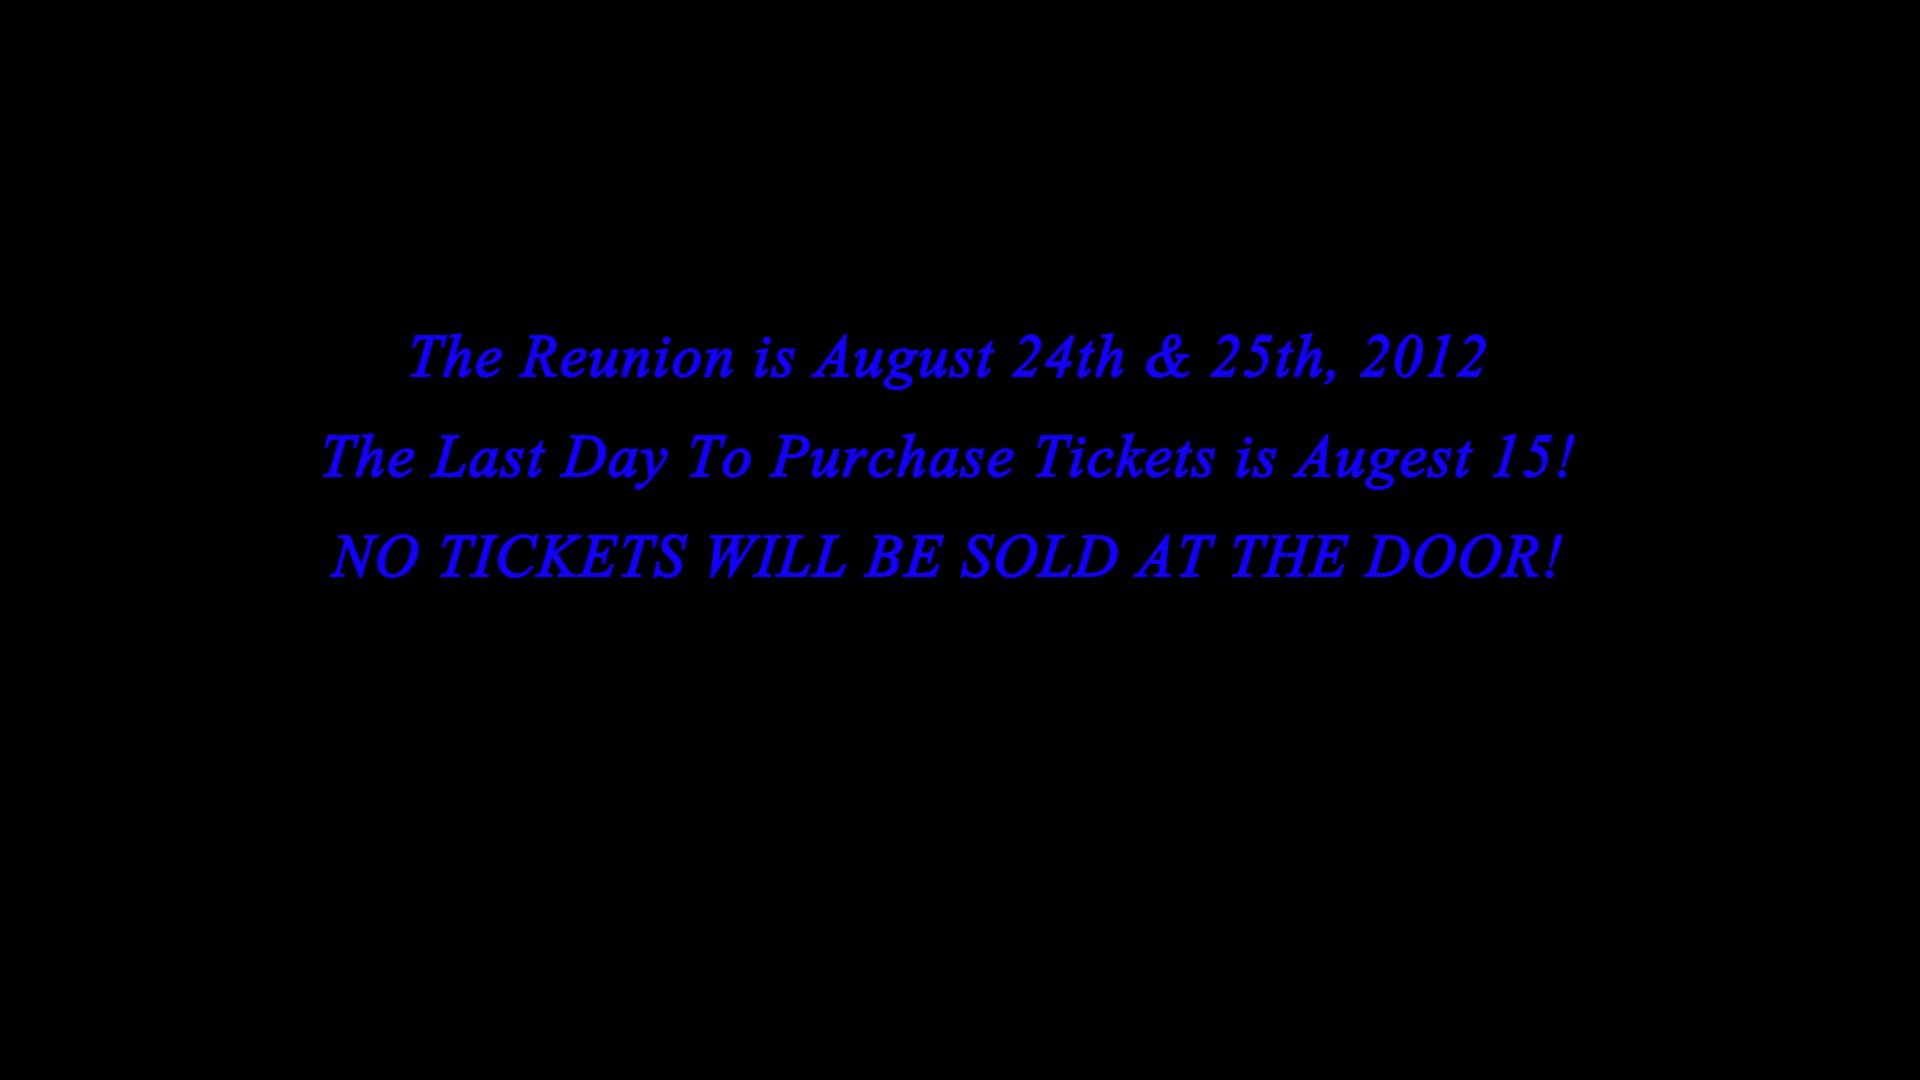 The Reunion is August 24th & 25th, 2012
The Last Day To Purchase Tickets is Augest 15!
NO TICKETS WILL BE SOLD AT THE DOOR!